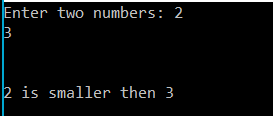 Enter two numbers: 2
3
2 is smaller then 3